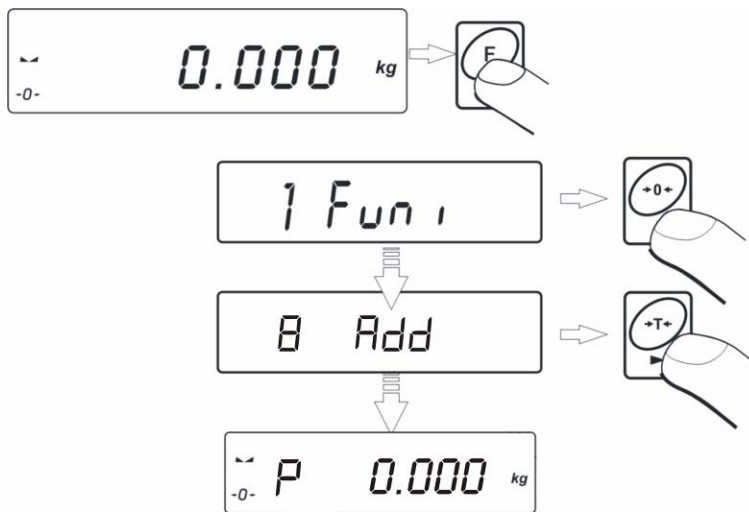 0.000 kg F
-0-
1 Funi →0←
8 Add →T←
P 0.000 kg
-0-